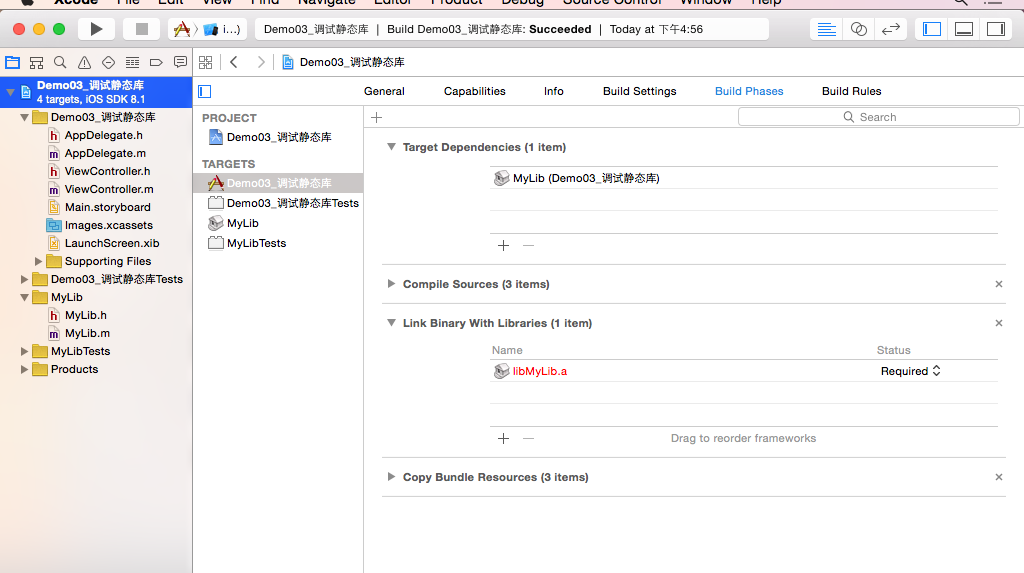 Xcode File Edit View Find Navigate Editor Product Debug Source Control Window Help
i...) Demo03_调试静态库 | Build Demo03_调试静态库: Succeeded | Today at 下午4:56
Demo03_调试静态库
Demo03_调试静态库
4 targets, iOS SDK 8.1
Demo03_调试静态库
AppDelegate.h
AppDelegate.m
ViewController.h
ViewController.m
Main.storyboard
Images.xcassets
LaunchScreen.xib
Supporting Files
Demo03_调试静态库Tests
MyLib
MyLib.h
MyLib.m
MyLibTests
Products
General Capabilities Info Build Settings Build Phases Build Rules
PROJECT
Demo03_调试静态库
TARGETS
Demo03_调试静态库
Demo03_调试静态库Tests
MyLib
MyLibTests
Search
Target Dependencies (1 item)
MyLib (Demo03_调试静态库)
Compile Sources (3 items)
Link Binary With Libraries (1 item)
Name Status
libMyLib.a Required
Drag to reorder frameworks
Copy Bundle Resources (3 items)